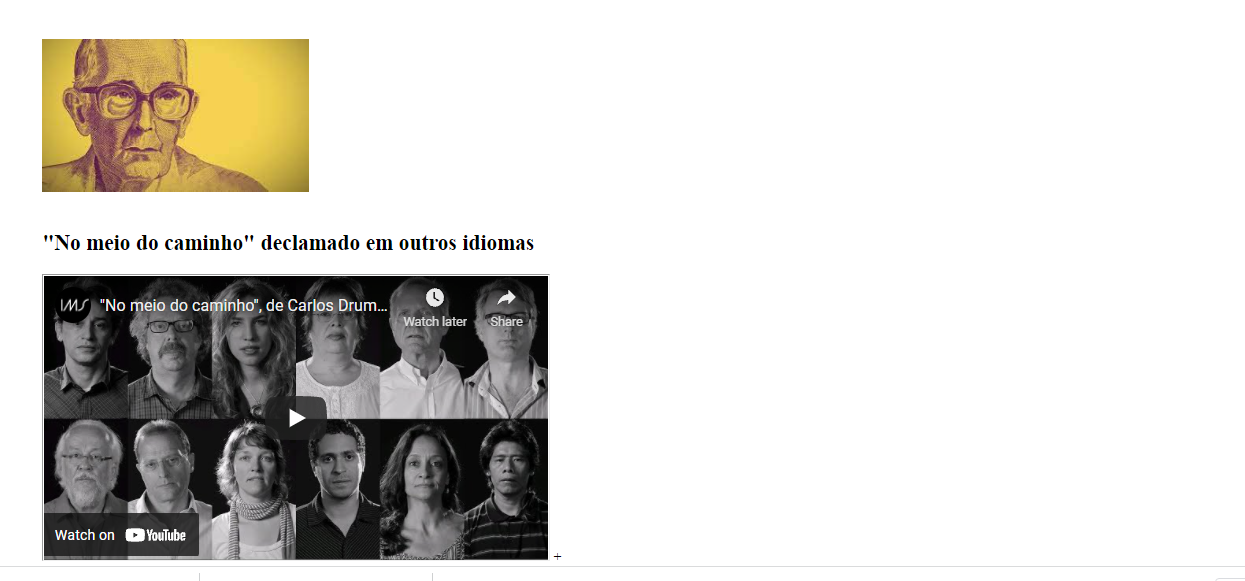 "No meio do caminho" declamado em outros idiomas
IMS "No meio do caminho", de Carlos Drum...
Watch later
Share
Watch on YouTube
+